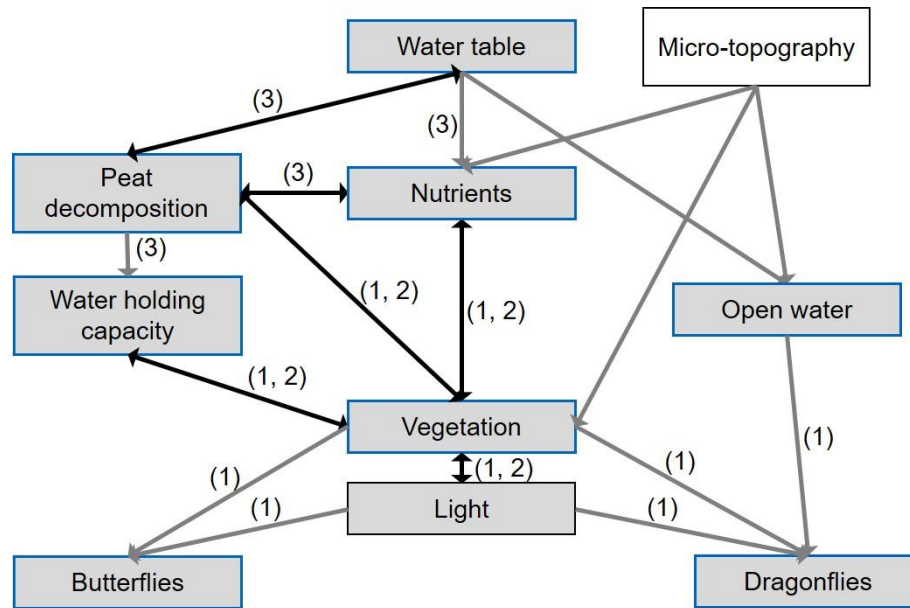 Water table
Micro-topography
(3)
(3)
Peat
decomposition
(3)
Nutrients
(3)
Water holding
capacity
(1, 2)
(1, 2)
Open water
(1, 2)
Vegetation
(1)
(1, 2)
(1)
(1)
(1)
Light
(1)
Butterflies
Dragonflies